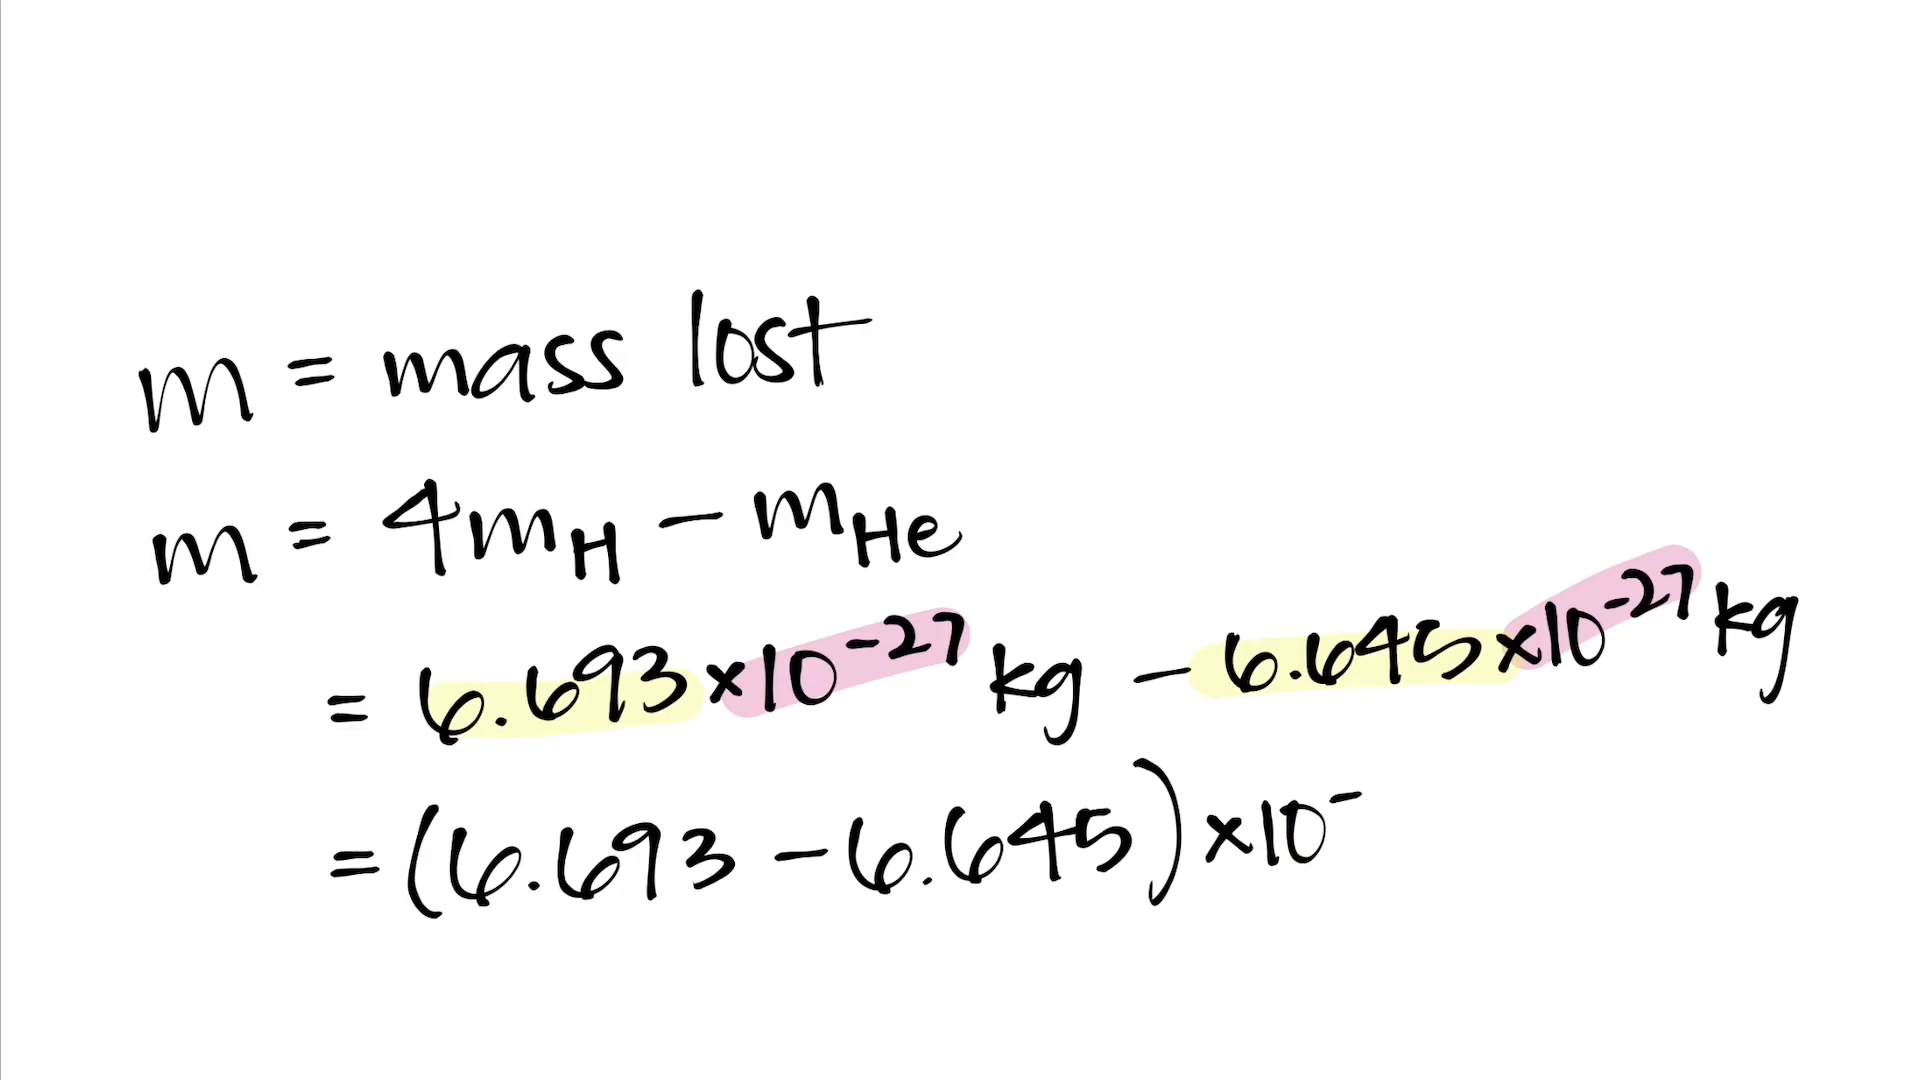 m = mass lost
m = 4m_H − m_He
= 6.693×10⁻²⁷ kg − 6.645×10⁻²⁷ kg
= (6.693 − 6.645) ×10⁻